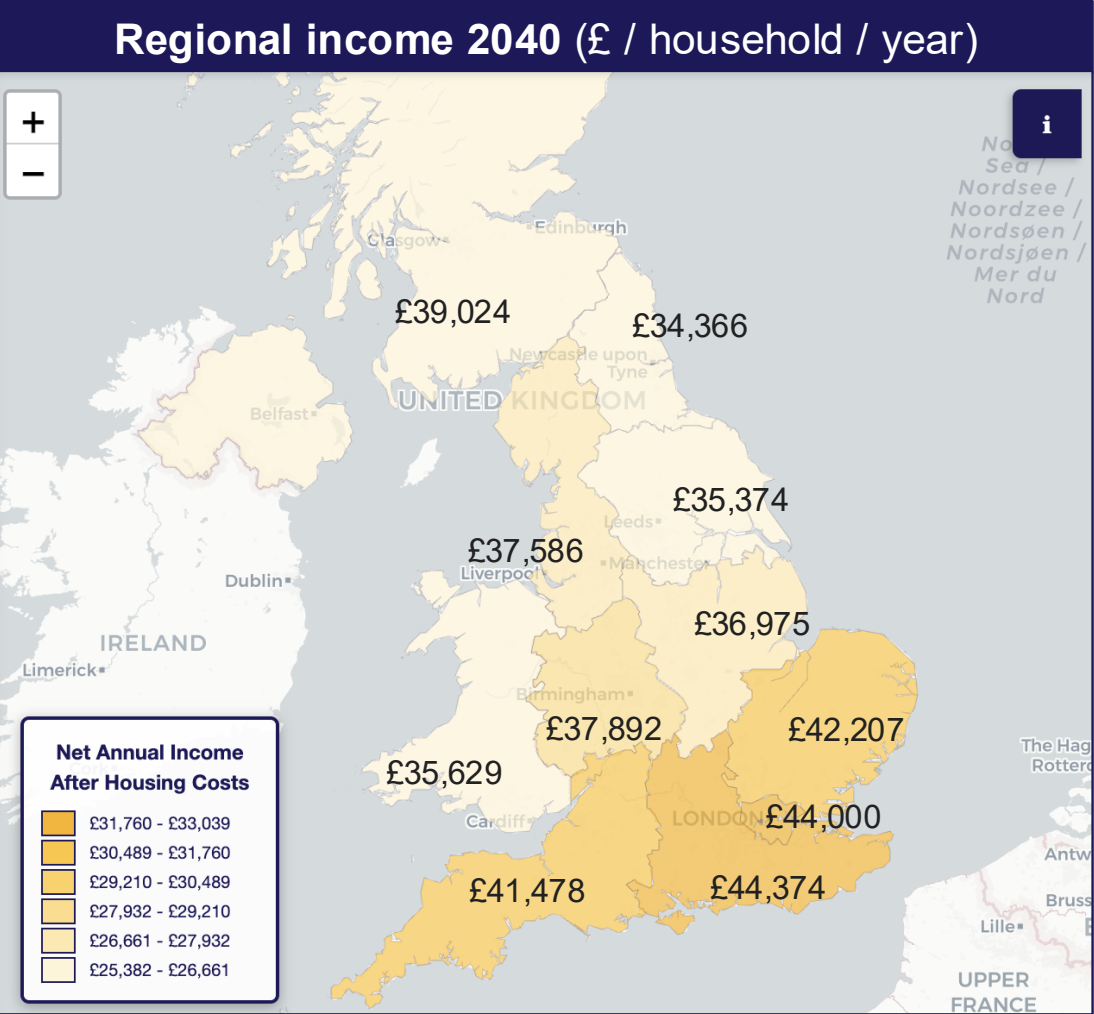 Regional income 2040 (£ / household / year)
+
−
i
Sea /
Nordsee /
Noordzee /
Nordsøen /
Nordsjøen /
Mer du
Nord
Glasgow
Edinburgh
£39,024
£34,366
Newcastle upon
Tyne
UNITED KINGDOM
Belfast
£35,374
Leeds
£37,586
Manchester
Liverpool
Dublin
£36,975
IRELAND
Limerick
Birmingham
£37,892
£42,207
£35,629
Cardiff
LONDON
£44,000
£41,478
£44,374
The Hag
Rotterd
Antw
Bruss
Lille
UPPER
FRANCE
Net Annual Income
After Housing Costs
£31,760 - £33,039
£30,489 - £31,760
£29,210 - £30,489
£27,932 - £29,210
£26,661 - £27,932
£25,382 - £26,661